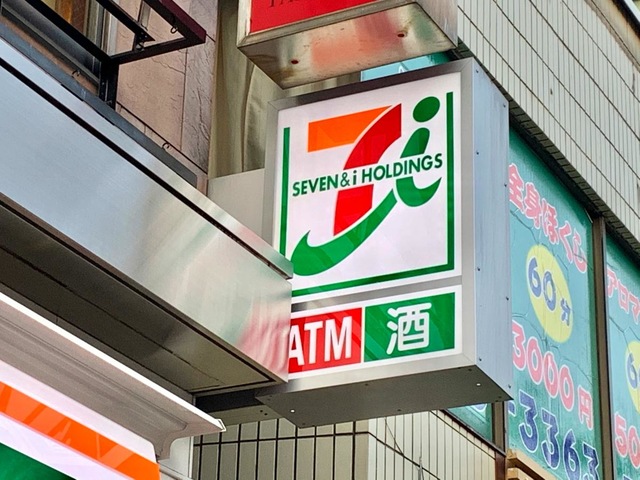 SEVEN&i HOLDINGS
ATM
酒
全身ほぐし
60分
3000円
-3363
アロマ